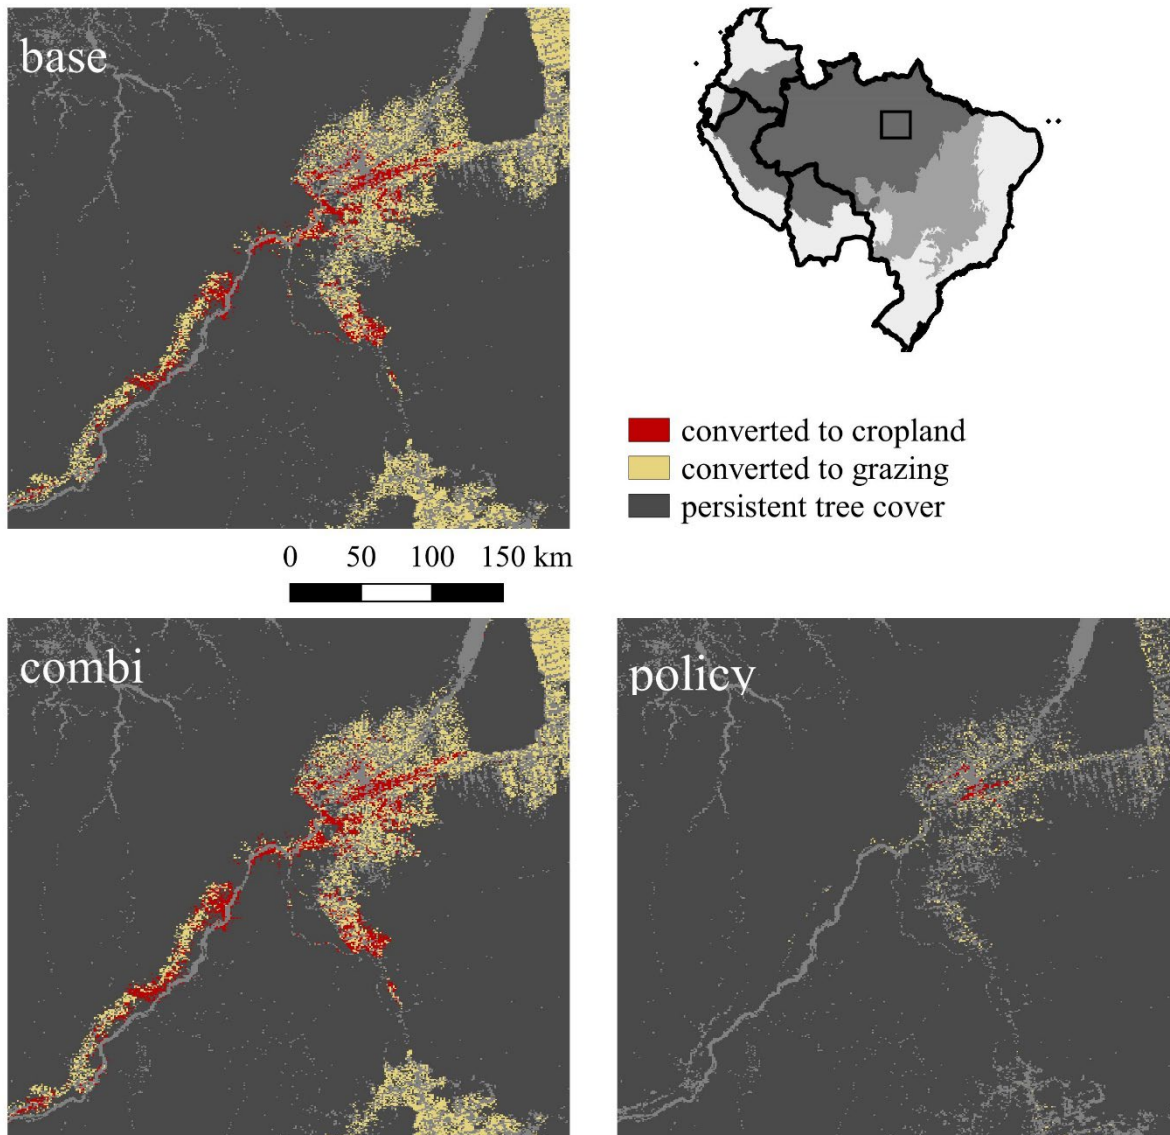 base
converted to cropland
converted to grazing
persistent tree cover
0 50 100 150 km
combi
policy